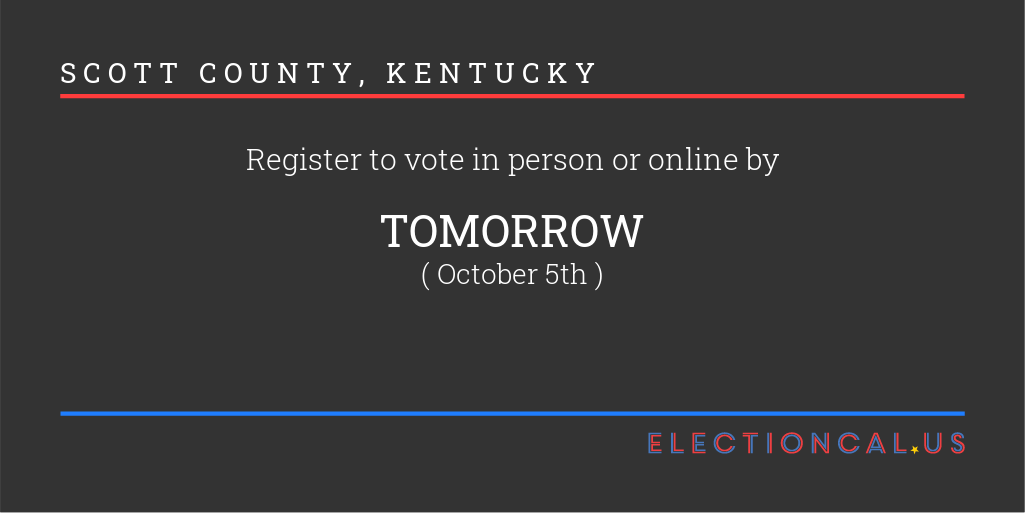 SCOTT COUNTY, KENTUCKY
Register to vote in person or online by
TOMORROW
( October 5th )
ELECTIONCAL.US